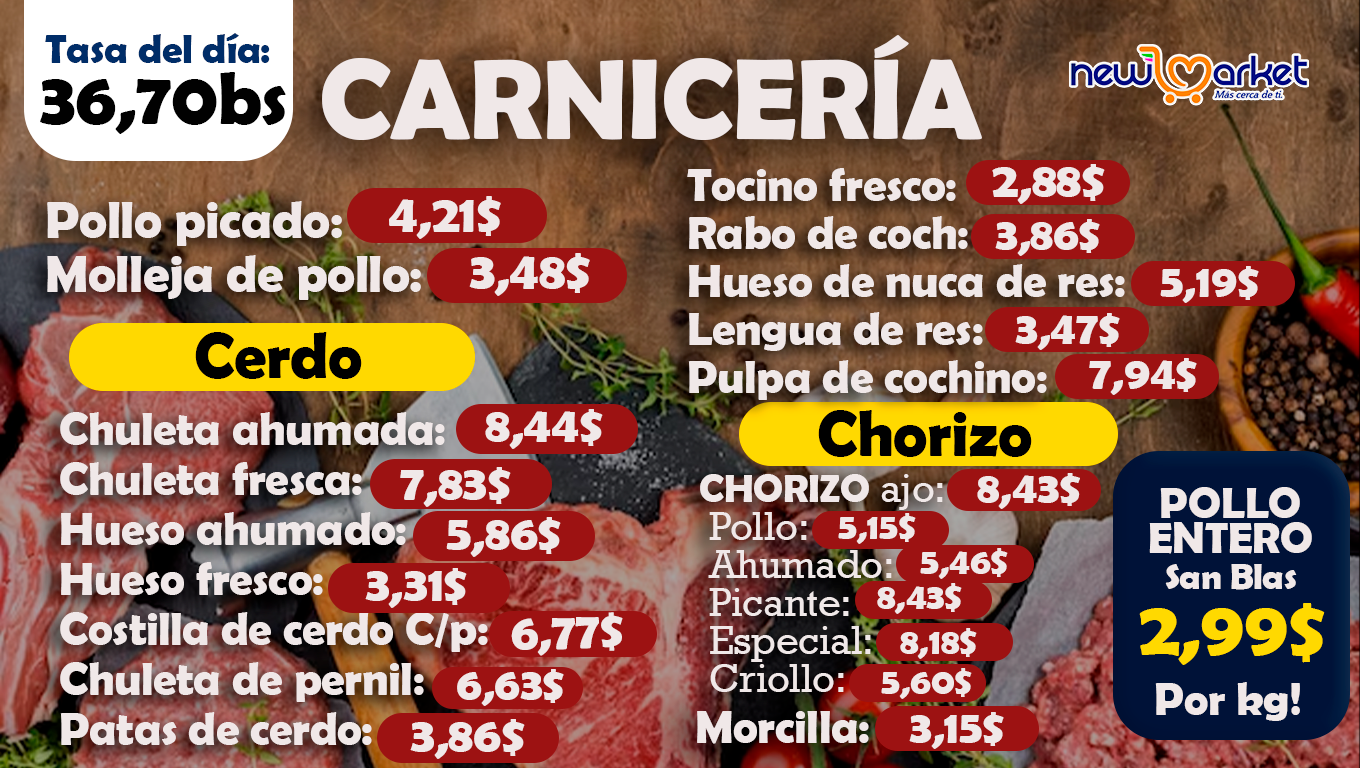 Tasa del día:
36,70bs
CARNICERÍA
new market
Más cerca de ti.
Pollo picado: 4,21$
Molleja de pollo: 3,48$
Cerdo
Chuleta ahumada: 8,44$
Chuleta fresca: 7,83$
Hueso ahumado: 5,86$
Hueso fresco: 3,31$
Costilla de cerdo C/p: 6,77$
Chuleta de pernil: 6,63$
Patas de cerdo: 3,86$
Tocino fresco: 2,88$
Rabo de coch: 3,86$
Hueso de nuca de res: 5,19$
Lengua de res: 3,47$
Pulpa de cochino: 7,94$
Chorizo
CHORIZO ajo: 8,43$
Pollo: 5,15$
Ahumado: 5,46$
Picante: 8,43$
Especial: 8,18$
Criollo: 5,60$
Morcilla: 3,15$
POLLO
ENTERO
San Blas
2,99$
Por kg!